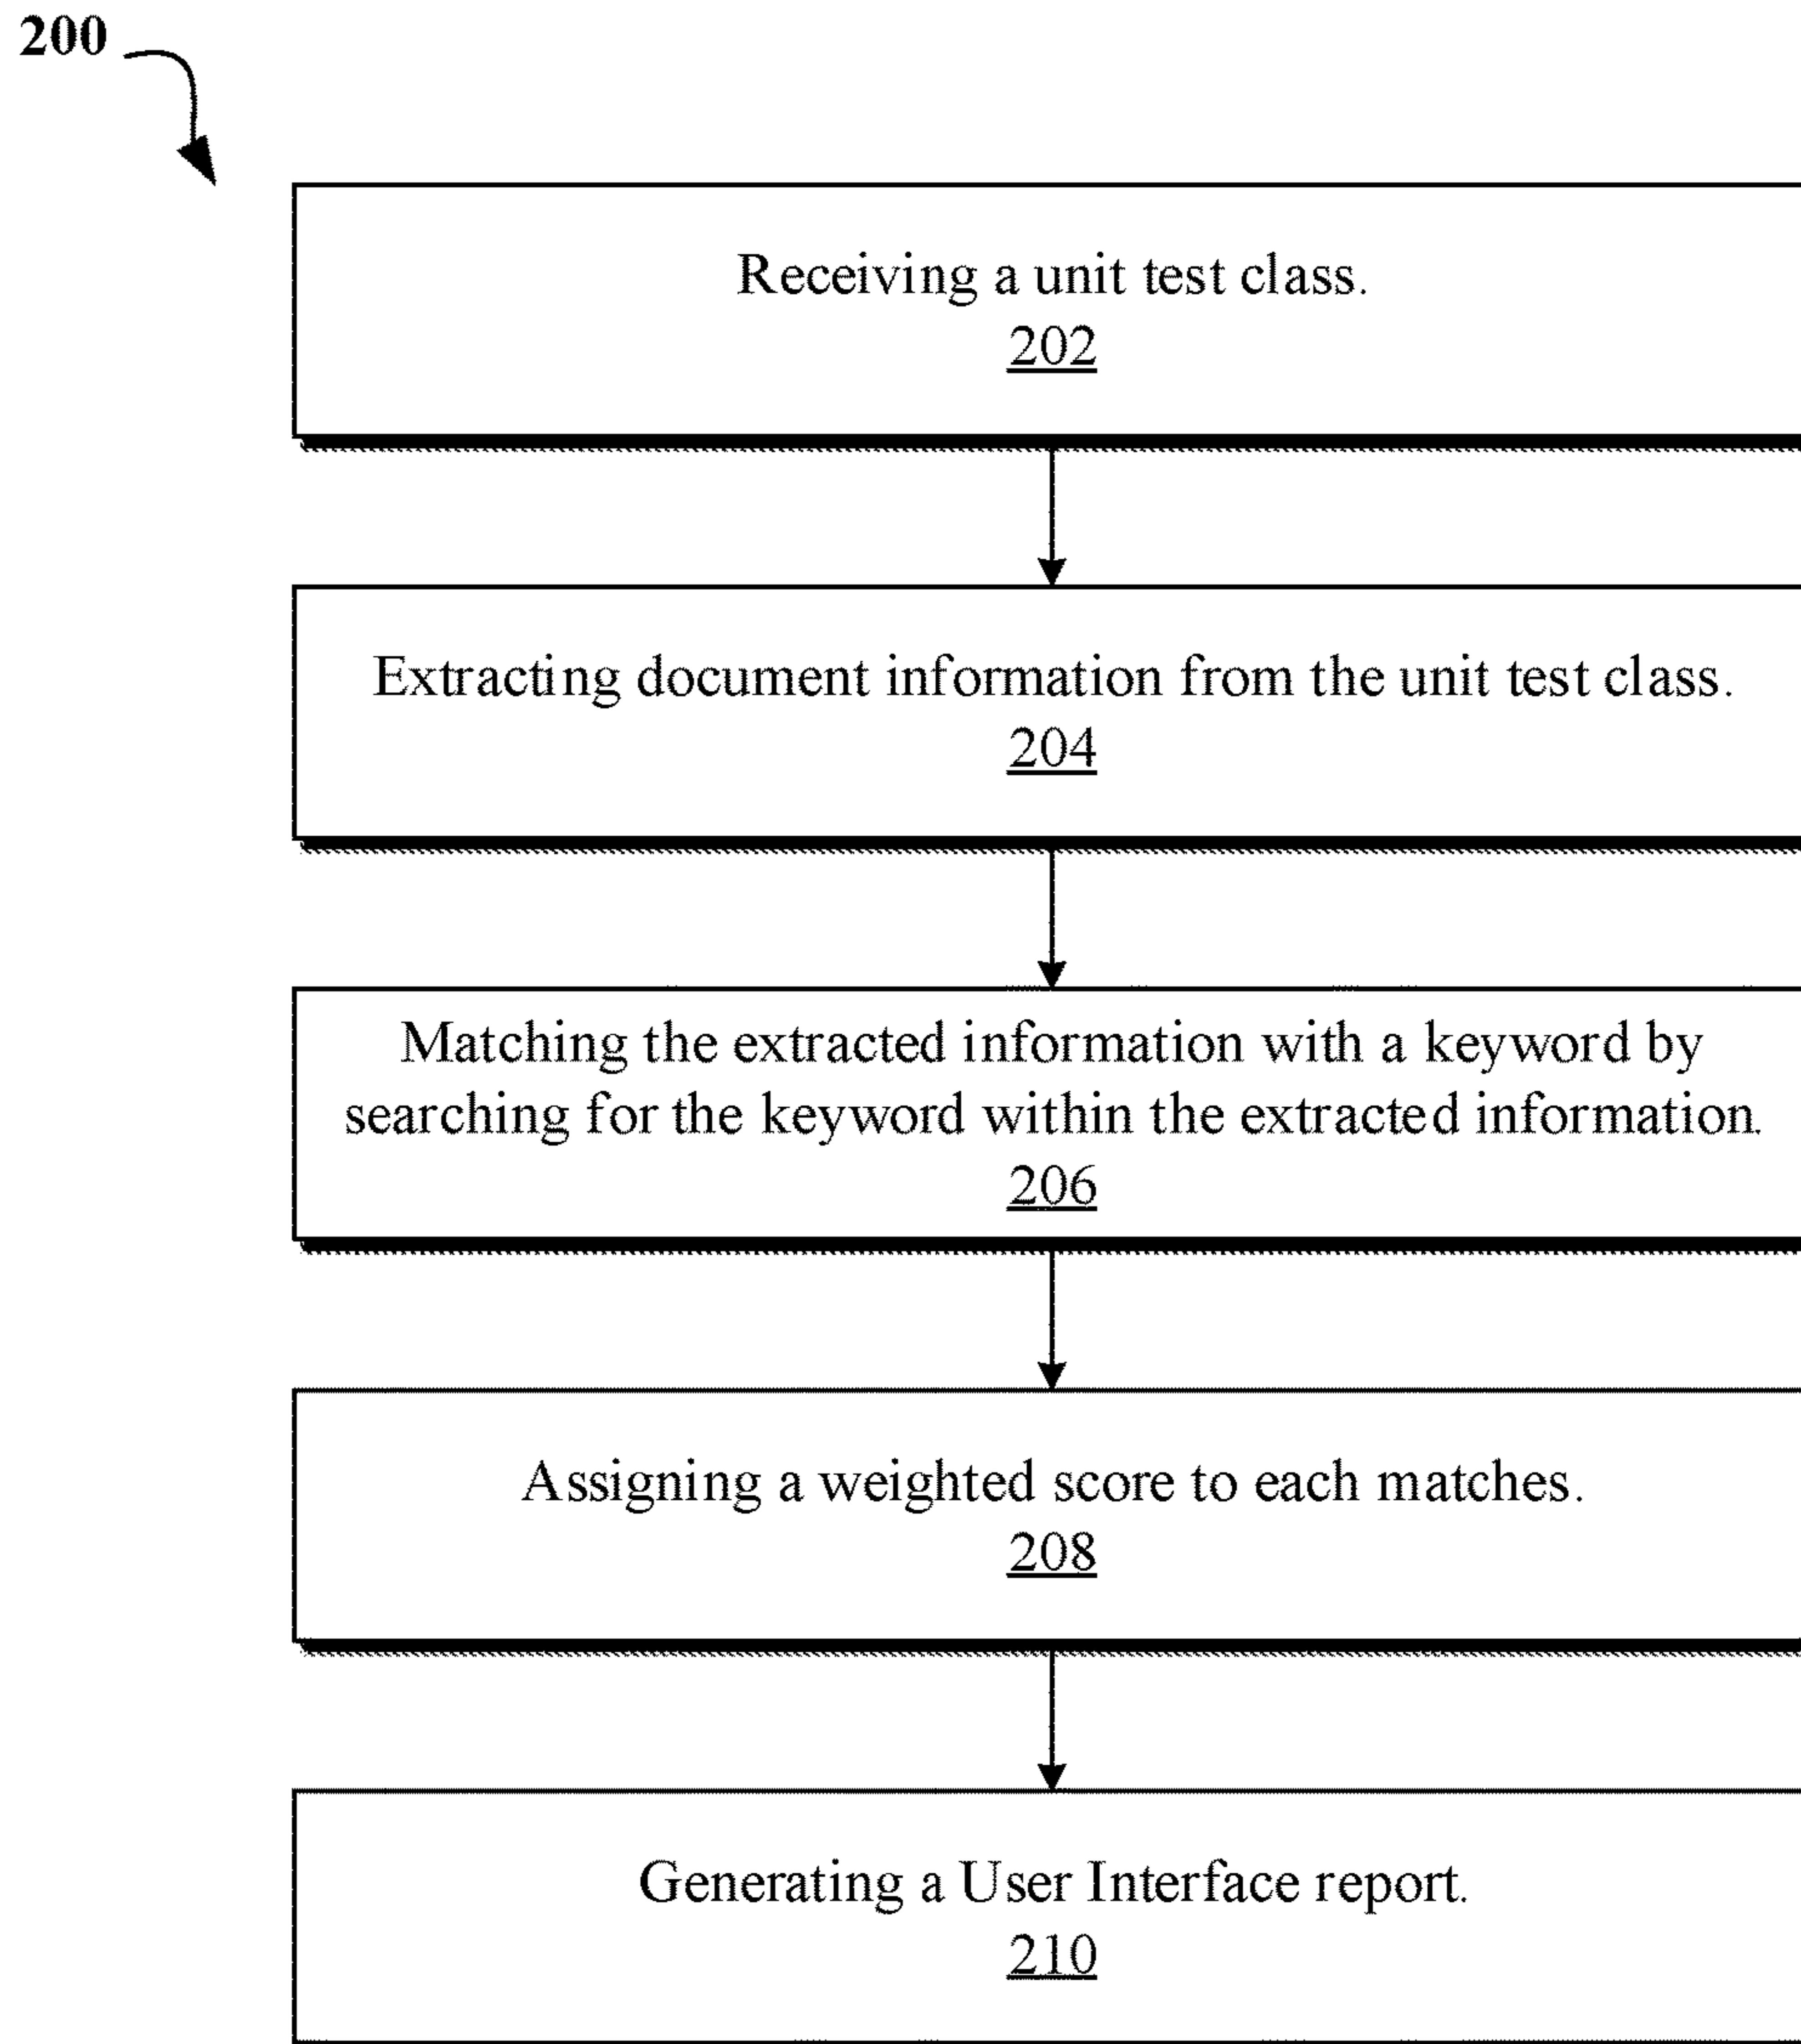 200
Receiving a unit test class.
202
Extracting document information from the unit test class.
204
Matching the extracted information with a keyword by
searching for the keyword within the extracted information.
206
Assigning a weighted score to each matches.
208
Generating a User Interface report.
210